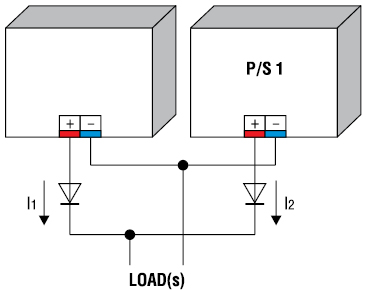 P/S 1
+ − + −
I1 I2
LOAD(s)